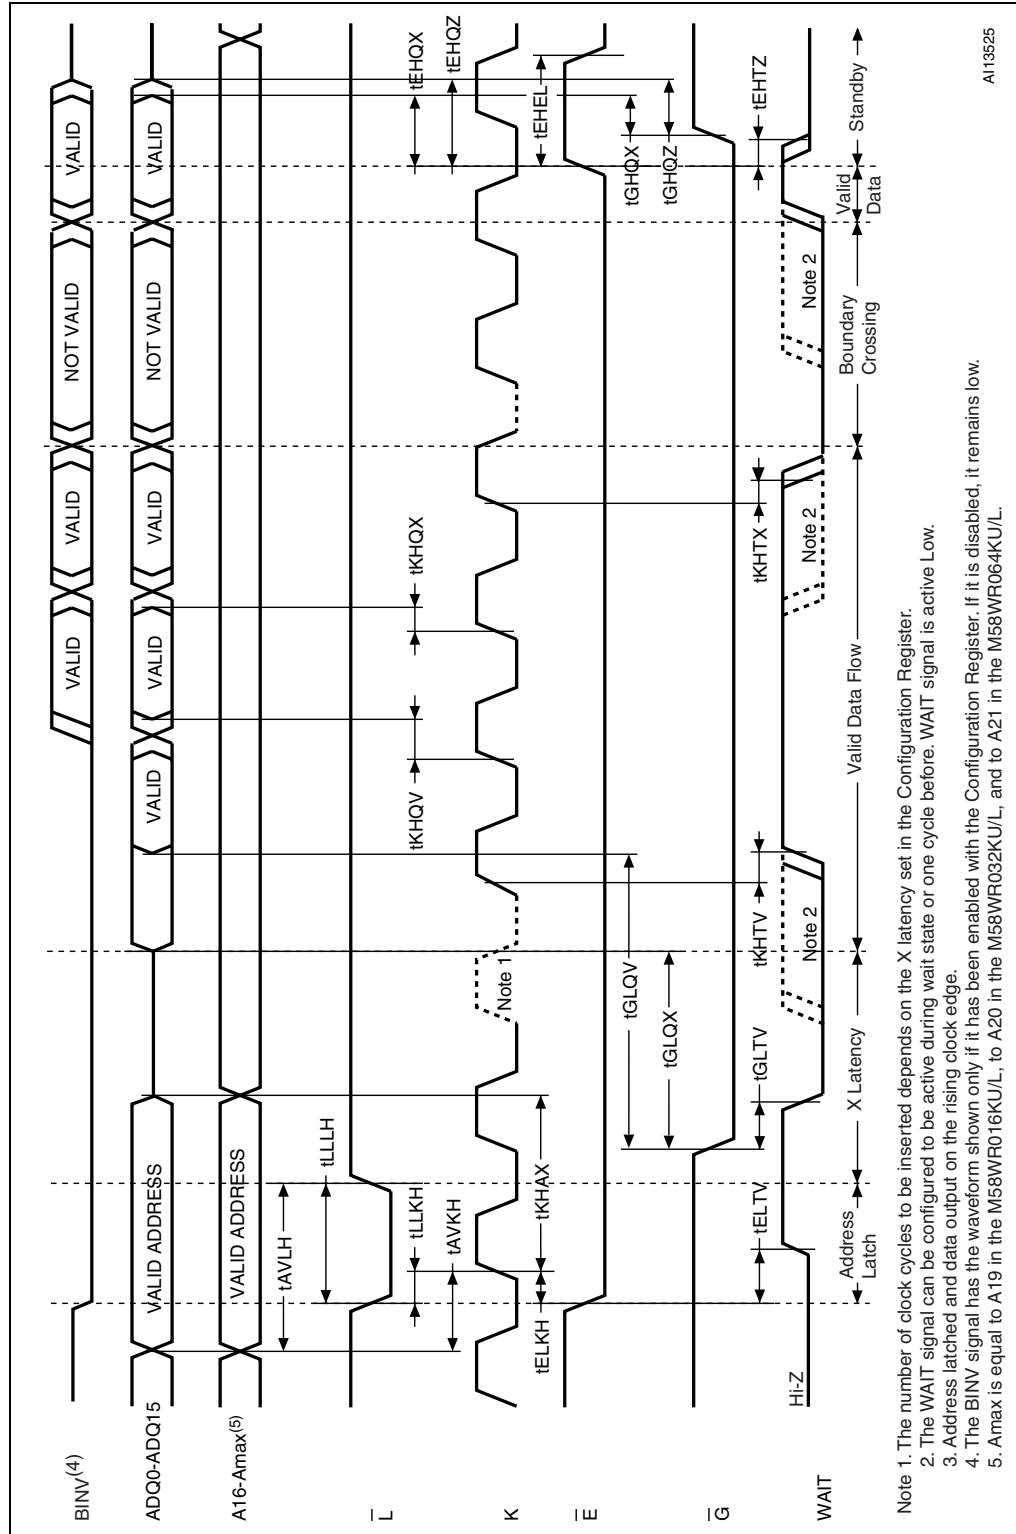 BINV(4)
VALID
VALID
NOT VALID
VALID
ADQ0-ADQ15
VALID ADDRESS
VALID
VALID
VALID
NOT VALID
VALID
A16-Amax(5)
VALID ADDRESS
tAVLH
tLLLH
L
tLLKH
tAVKH
tKHQV
tKHQX
tEHQX
tEHQZ
K
Note 1
tELKH
tKHAX
tEHEL
E
tGLQV
tGLQX
tGHQX
tGHQZ
G
tELTV
tGLTV
tKHTV
tKHTX
tEHTZ
WAIT
Hi-Z
Note 2
Note 2
Note 2
Address
Latch
X Latency
Valid Data Flow
Boundary
Crossing
Valid
Data
Standby
Note 1. The number of clock cycles to be inserted depends on the X latency set in the Configuration Register.
2. The WAIT signal can be configured to be active during wait state or one cycle before. WAIT signal is active Low.
3. Address latched and data output on the rising clock edge.
4. The BINV signal has the waveform shown only if it has been enabled with the Configuration Register. If it is disabled, it remains low.
5. Amax is equal to A19 in the M58WR016KU/L, to A20 in the M58WR032KU/L, and to A21 in the M58WR064KU/L.
AI13525